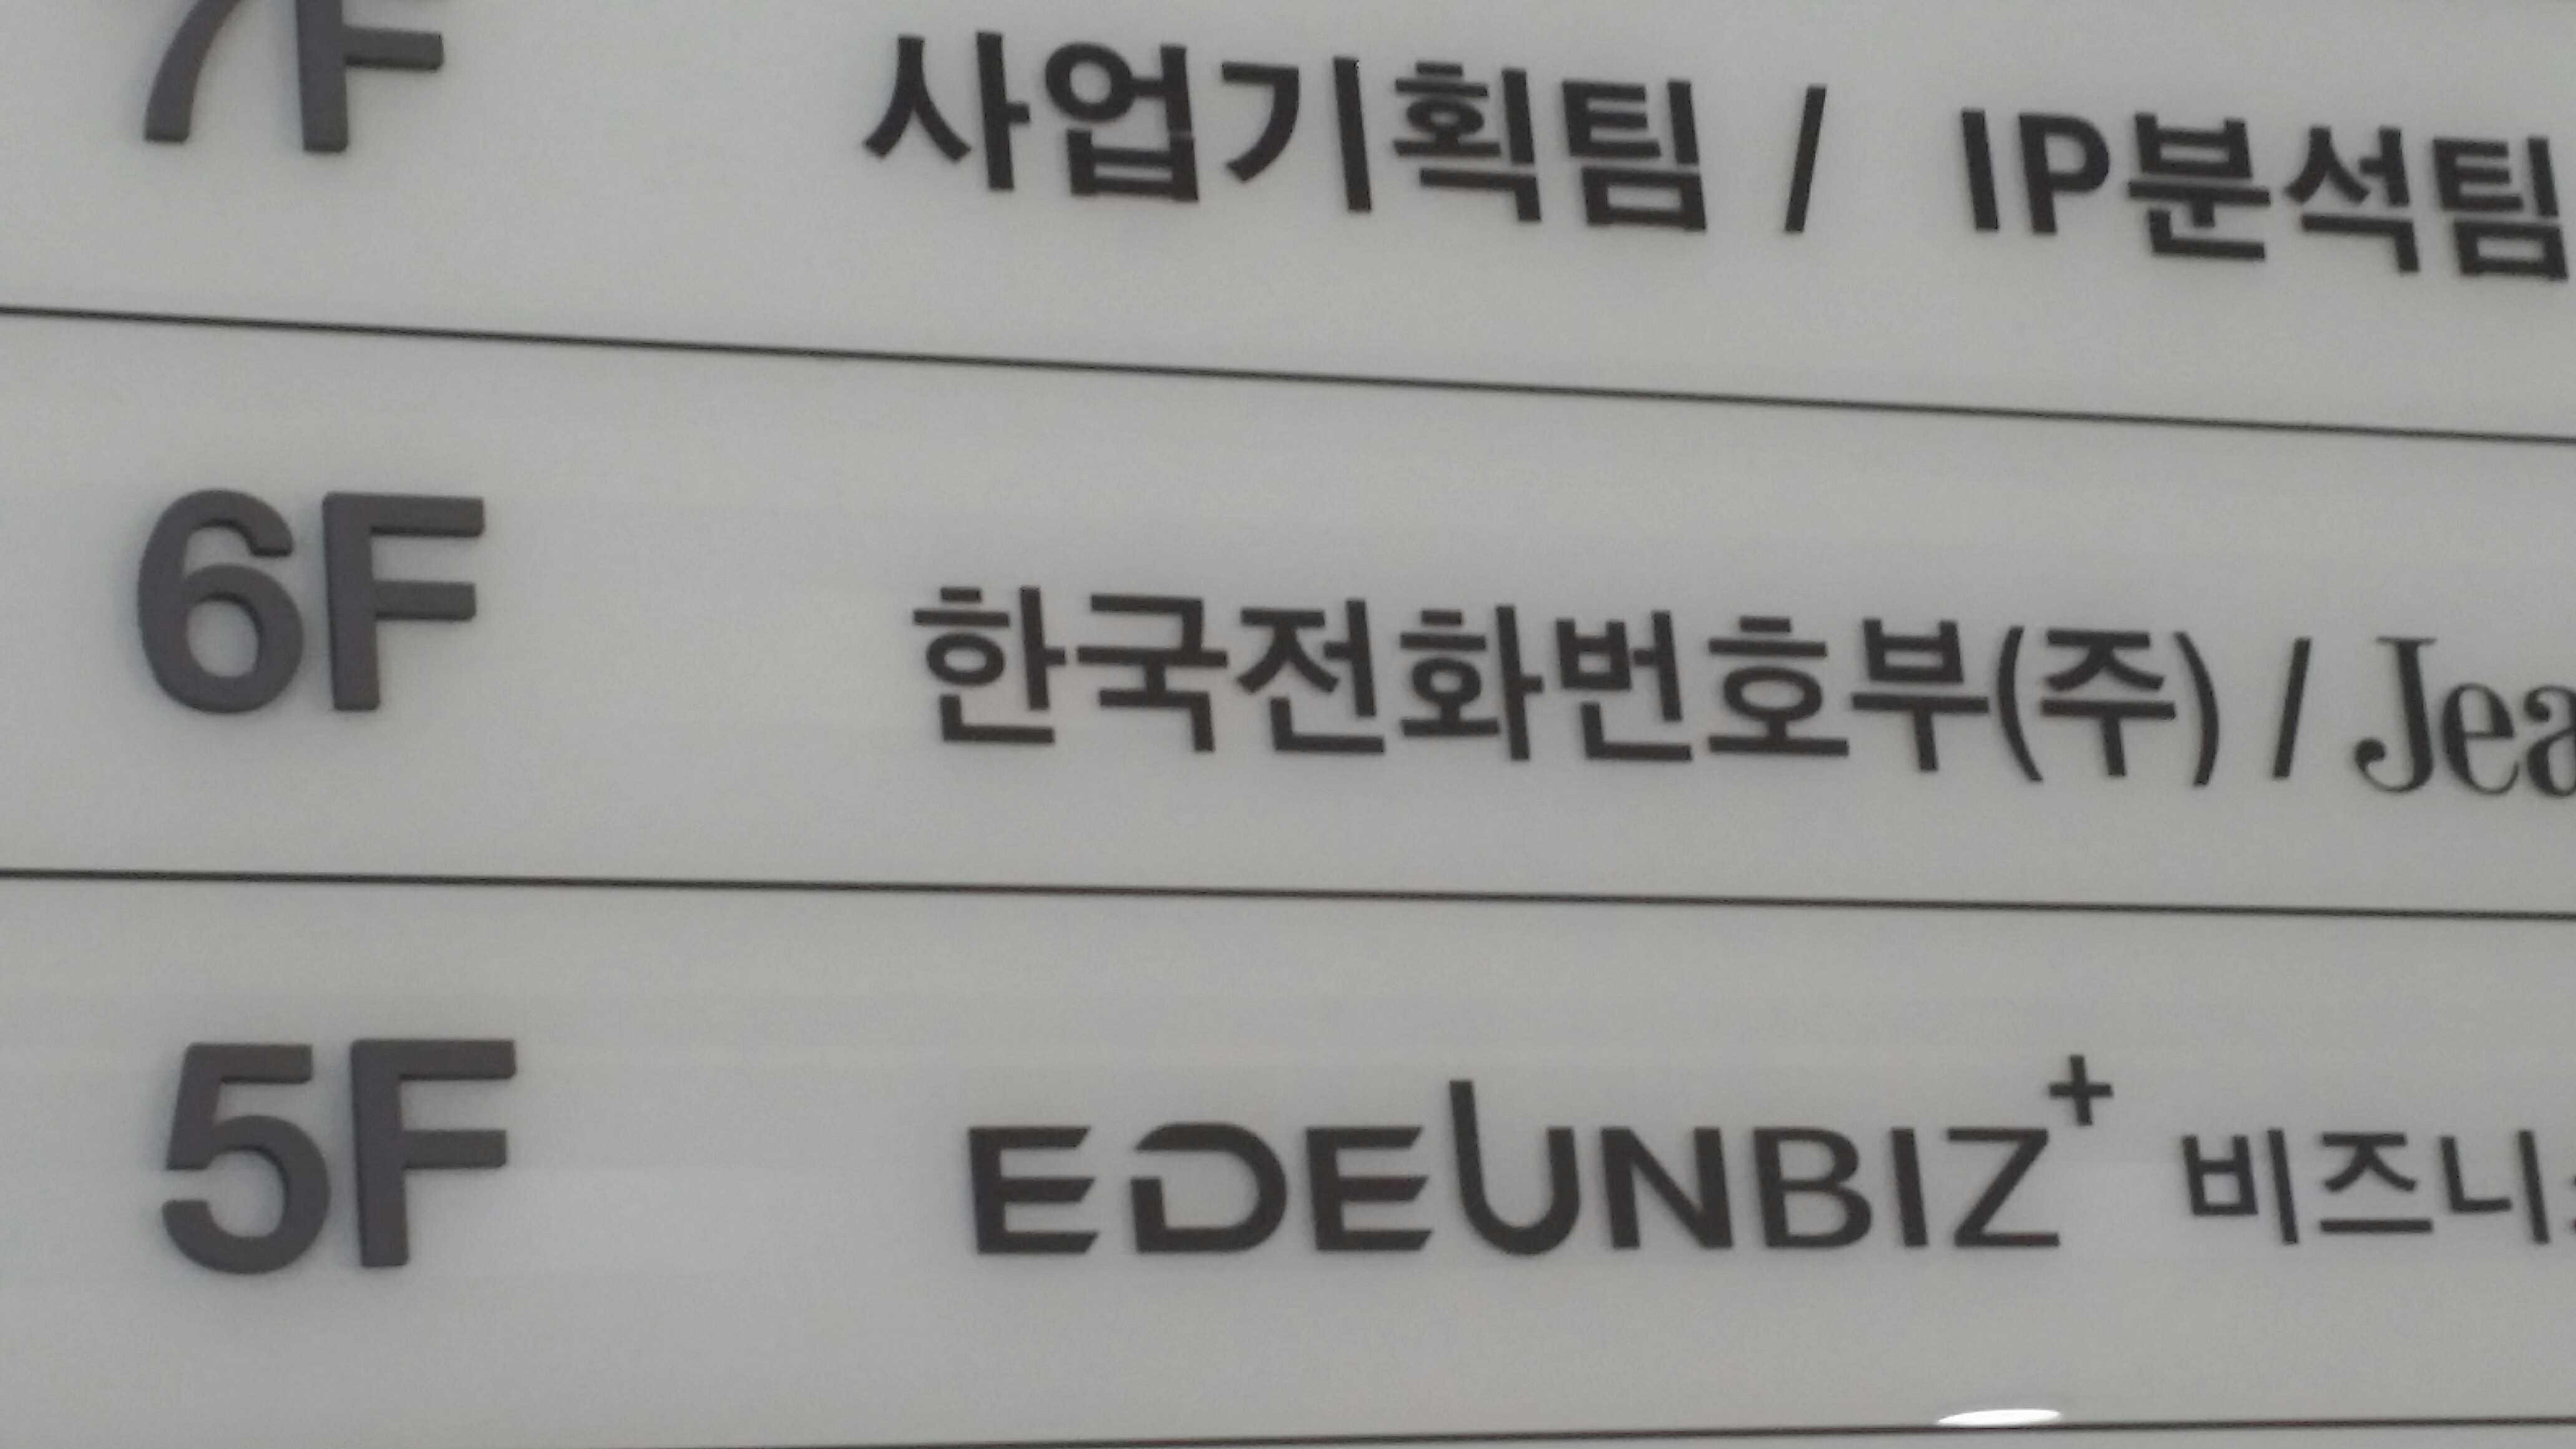 7F 사업기획팀 / IP분석팀
6F 한국전화번호부(주) / Jea
5F EDEUNBIZ+ 비즈니